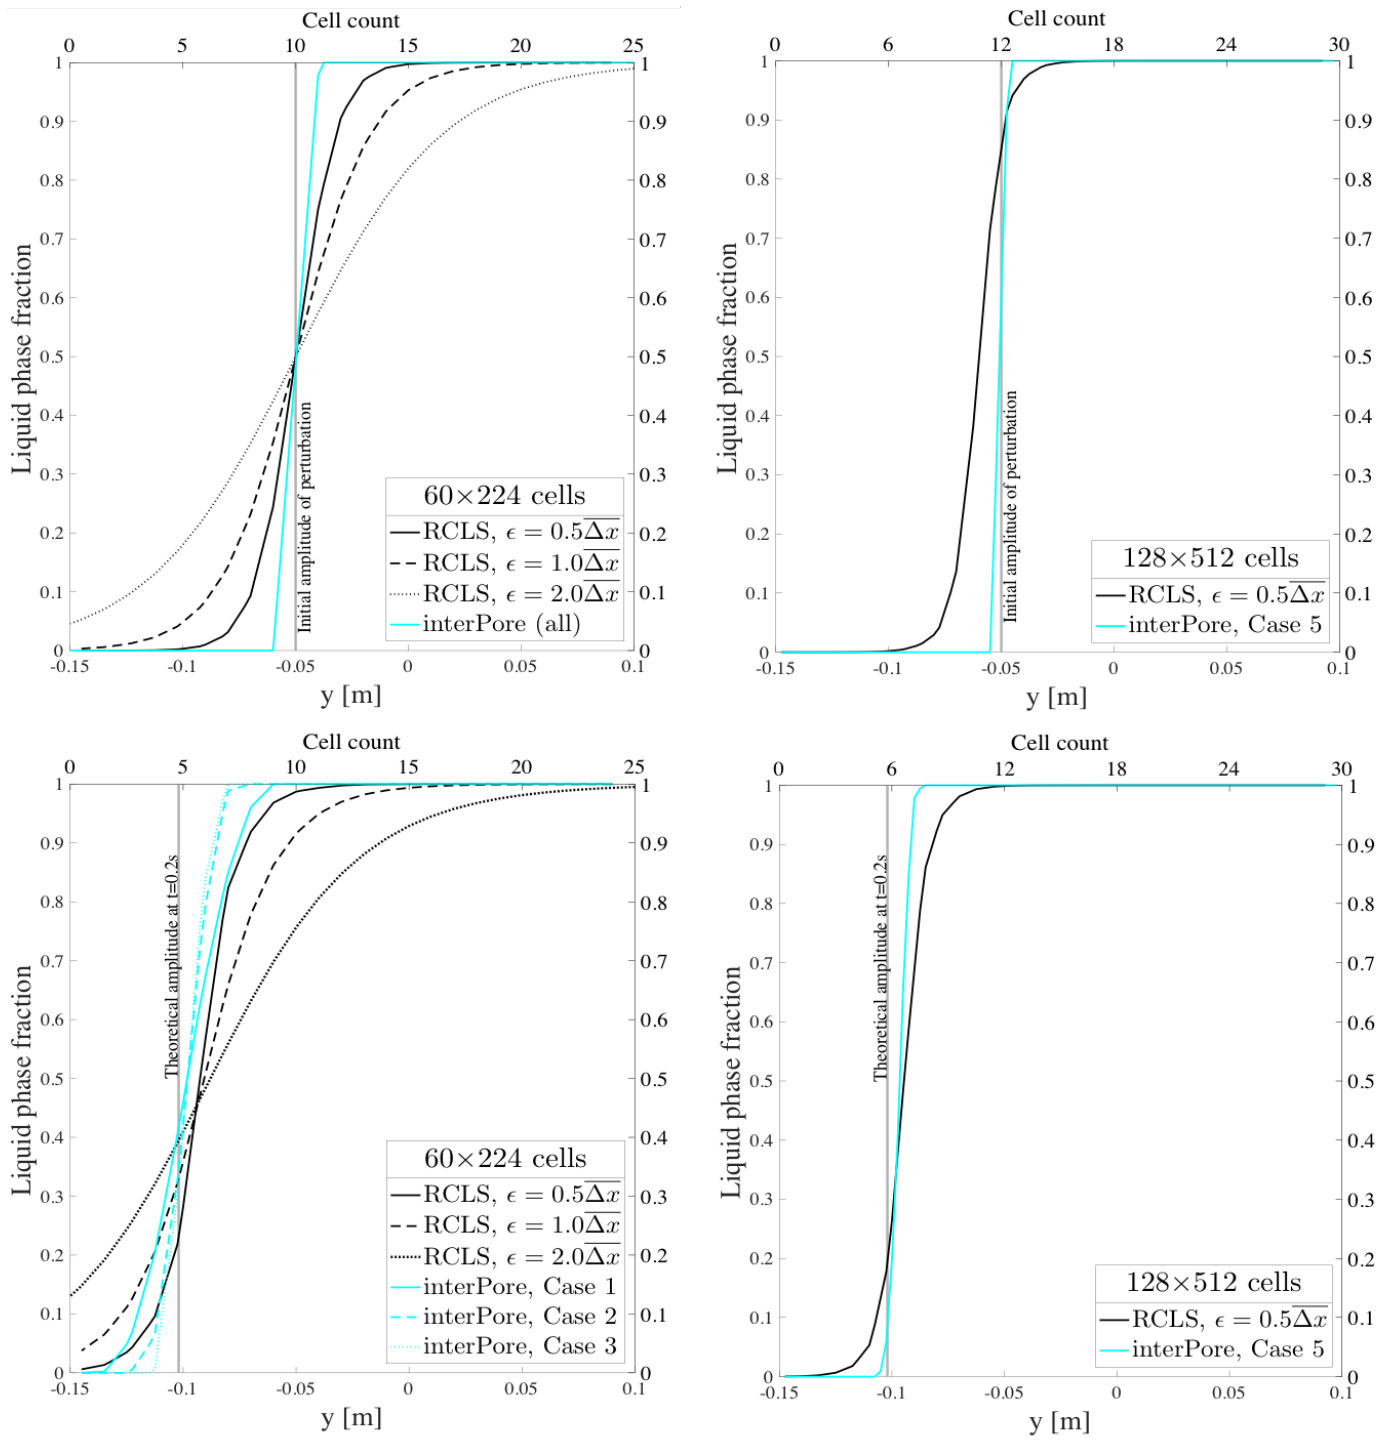 Cell count
0 5 10 15 20 25
1 1
0.9 0.9
0.8 0.8
0.7 0.7
0.6 0.6
0.5 0.5
0.4 0.4
0.3 0.3
0.2 0.2
0.1 0.1
0 0
-0.15 -0.1 -0.05 0 0.05 0.1
y [m]
Liquid phase fraction
Initial amplitude of perturbation
60×224 cells
RCLS, ϵ = 0.5Δx̅
RCLS, ϵ = 1.0Δx̅
RCLS, ϵ = 2.0Δx̅
interPore (all)
Cell count
0 6 12 18 24 30
1 1
0.9 0.9
0.8 0.8
0.7 0.7
0.6 0.6
0.5 0.5
0.4 0.4
0.3 0.3
0.2 0.2
0.1 0.1
0 0
-0.15 -0.1 -0.05 0 0.05 0.1
y [m]
Liquid phase fraction
Initial amplitude of perturbation
128×512 cells
RCLS, ϵ = 0.5Δx̅
interPore, Case 5
Cell count
0 5 10 15 20 25
1 1
0.9 0.9
0.8 0.8
0.7 0.7
0.6 0.6
0.5 0.5
0.4 0.4
0.3 0.3
0.2 0.2
0.1 0.1
0 0
-0.15 -0.1 -0.05 0 0.05 0.1
y [m]
Liquid phase fraction
Theoretical amplitude at t=0.2s
60×224 cells
RCLS, ϵ = 0.5Δx̅
RCLS, ϵ = 1.0Δx̅
RCLS, ϵ = 2.0Δx̅
interPore, Case 1
interPore, Case 2
interPore, Case 3
Cell count
0 6 12 18 24 30
1 1
0.9 0.9
0.8 0.8
0.7 0.7
0.6 0.6
0.5 0.5
0.4 0.4
0.3 0.3
0.2 0.2
0.1 0.1
0 0
-0.15 -0.1 -0.05 0 0.05 0.1
y [m]
Liquid phase fraction
Theoretical amplitude at t=0.2s
128×512 cells
RCLS, ϵ = 0.5Δx̅
interPore, Case 5